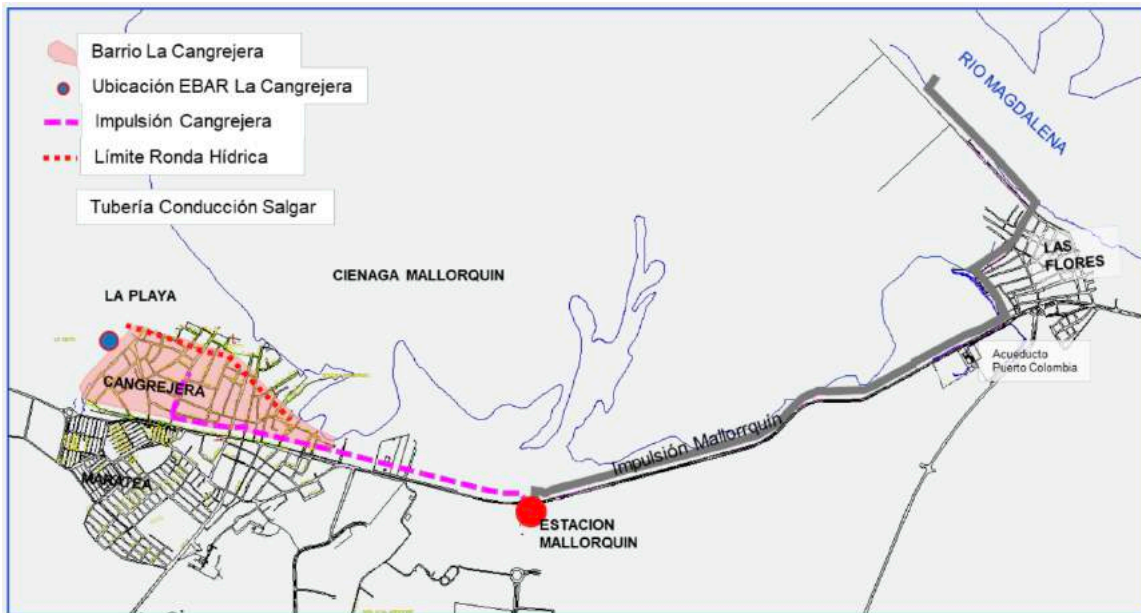 Barrio La Cangrejera
Ubicación EBAR La Cangrejera
Impulsión Cangrejera
Límite Ronda Hídrica
Tubería Conducción Salgar
RIO MAGDALENA
LAS
FLORES
CIENAGA MALLORQUIN
LA PLAYA
Acueducto
Puerto Colombia
CANGREJERA
Impulsión Mallorrquín
MARATEA
ESTACION
MALLORQUIN